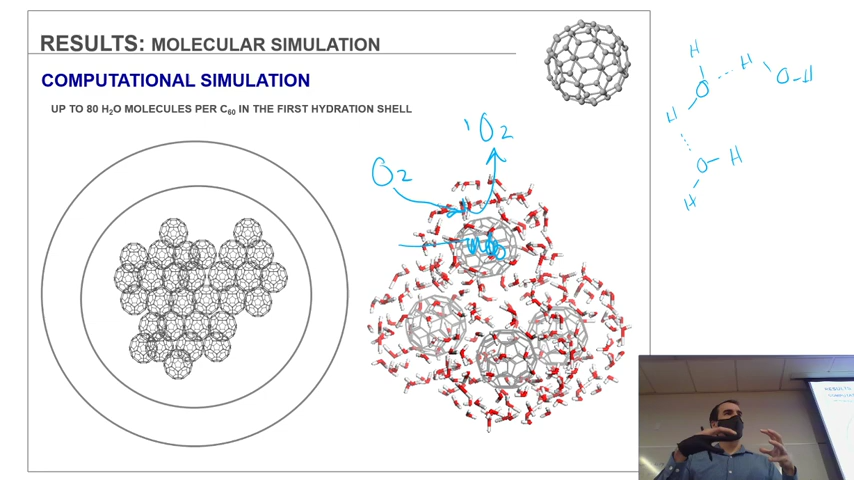 RESULTS: MOLECULAR SIMULATION
COMPUTATIONAL SIMULATION
UP TO 80 H₂O MOLECULES PER C₆₀ IN THE FIRST HYDRATION SHELL
¹O₂
O₂
H
H
O
O-H
H
O-H
H